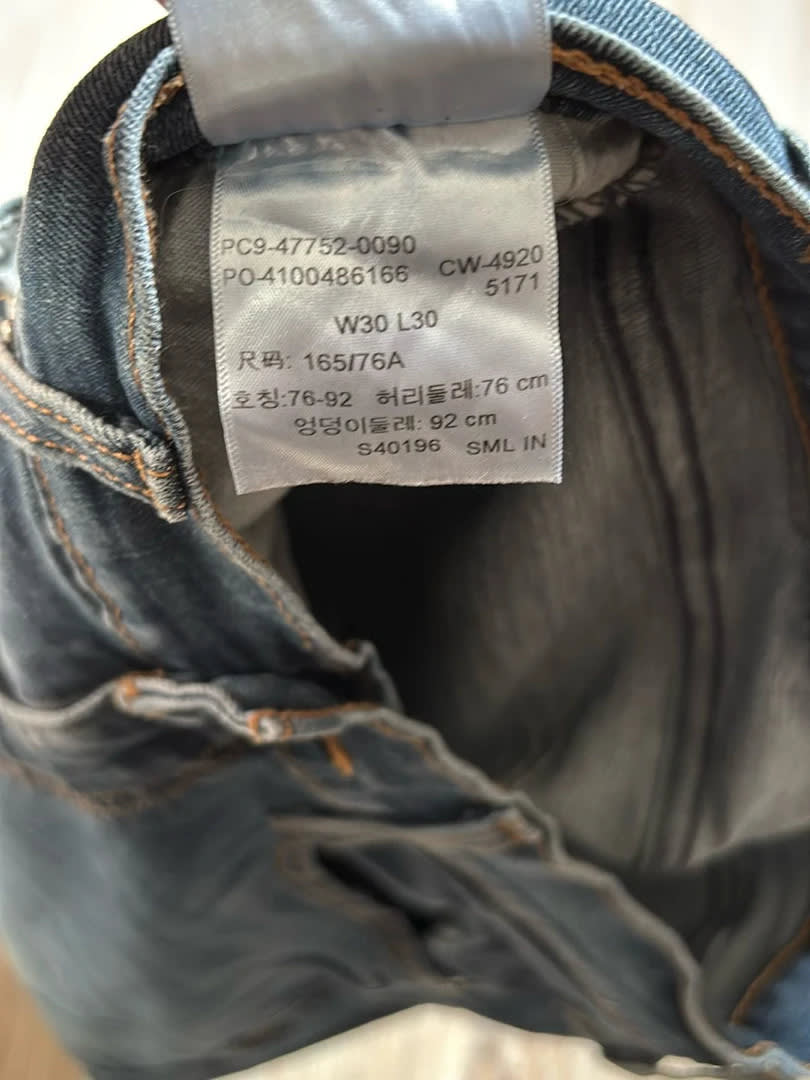 PC9-47752-0090
PO-4100486166 CW-4920
5171
W30 L30
尺码: 165/76A
호칭:76-92 허리둘레:76 cm
엉덩이둘레: 92 cm
S40196 SML IN